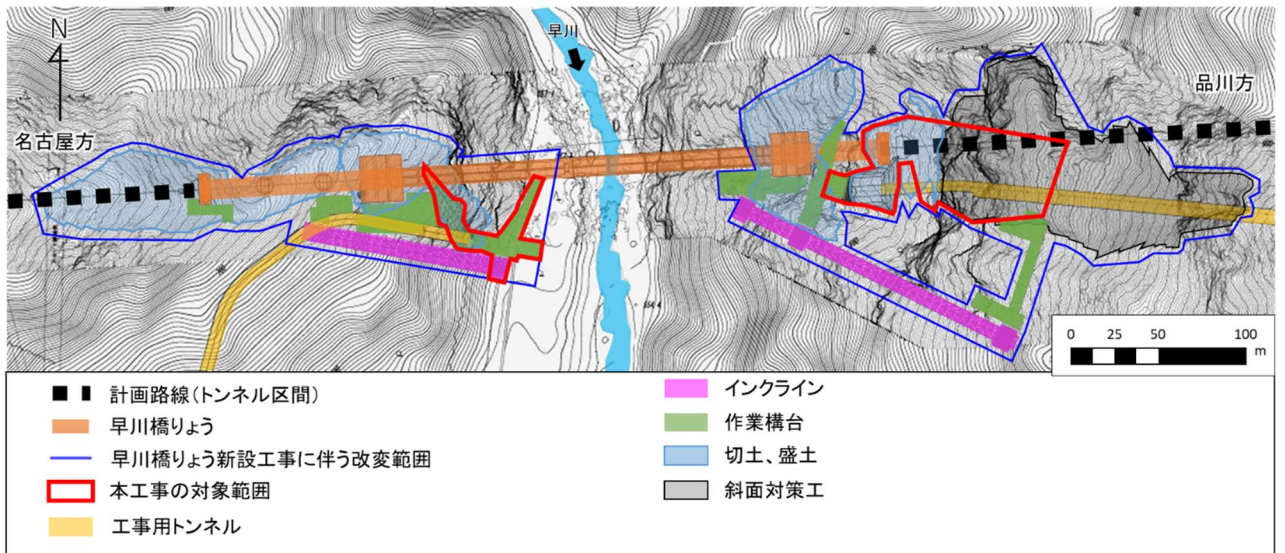 N
早川
品川方
名古屋方
0 25 50 100
m
計画路線（トンネル区間）
早川橋りょう
早川橋りょう新設工事に伴う改変範囲
本工事の対象範囲
工事用トンネル
インクライン
作業構台
切土、盛土
斜面対策工